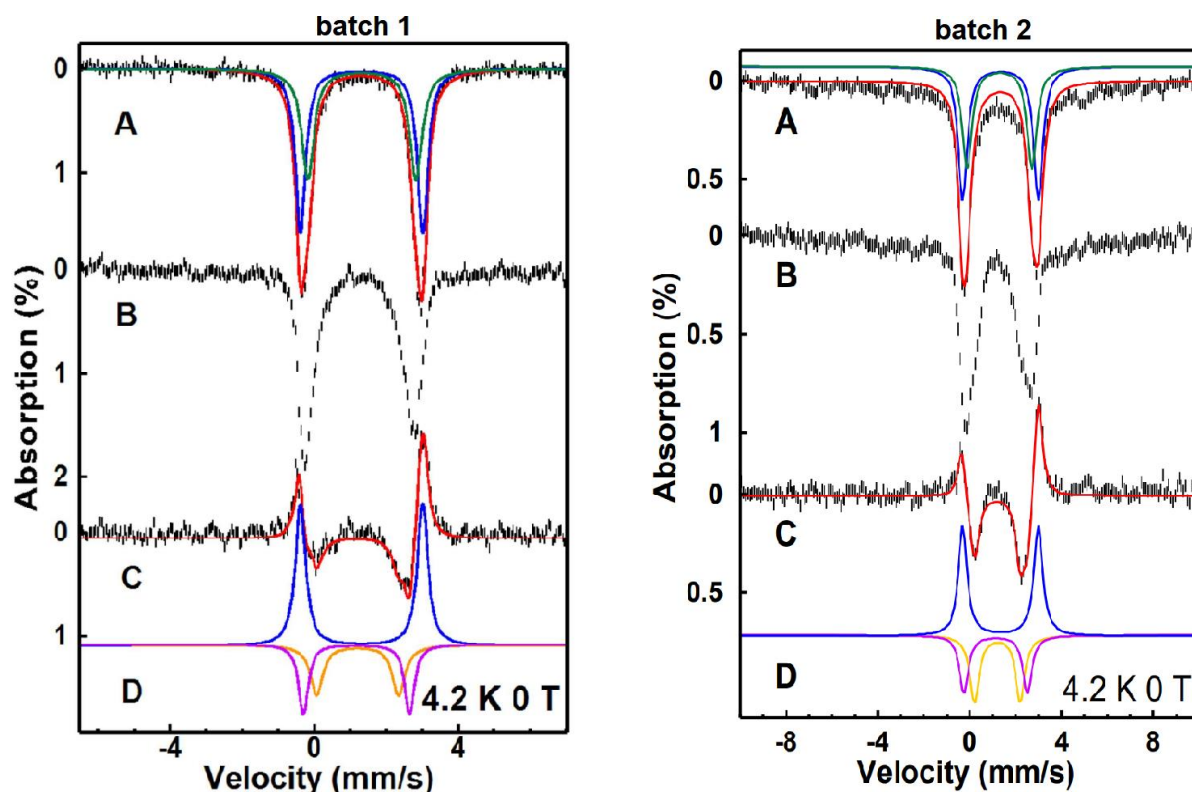 batch 1
0
A
1
0
B
1
2
0
C
1
D
4.2 K 0 T
-4 0 4
Velocity (mm/s)
Absorption (%)
batch 2
0
A
0.5
0
B
0.5
1
0
C
0.5
D
4.2 K 0 T
-8 -4 0 4 8
Velocity (mm/s)
Absorption (%)